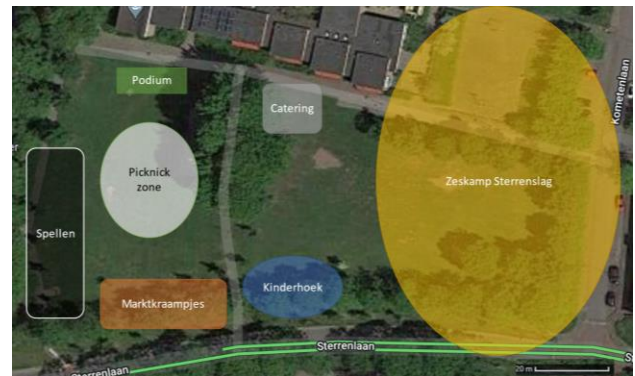 Podium
Catering
Kometenlaan
Picknick
zone
Zeskamp Sterrenslag
Spellen
Kinderhoek
Marktkraampjes
Sterrenlaan
Sterrenlaan
20 m